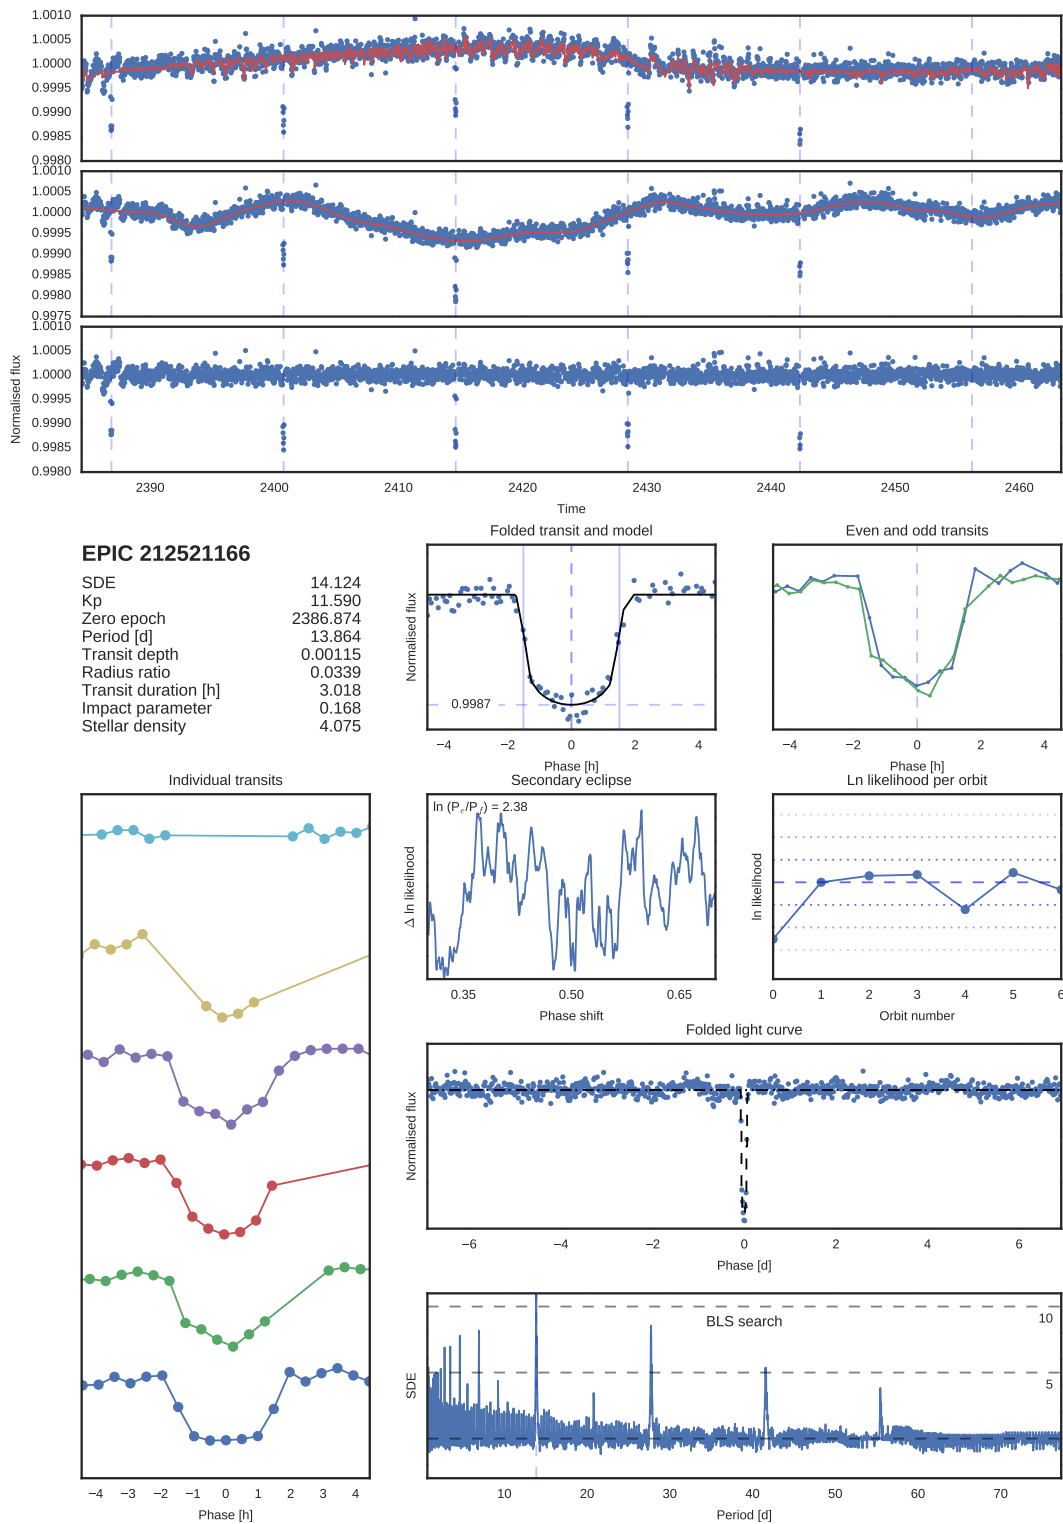 1.0010
1.0005
1.0000
0.9995
0.9990
0.9985
0.9980
1.0010
1.0005
1.0000
0.9995
0.9990
0.9985
0.9980
0.9975
1.0010
1.0005
1.0000
0.9995
0.9990
0.9985
0.9980
Normalised flux
2390 2400 2410 2420 2430 2440 2450 2460
Time
EPIC 212521166
SDE 14.124
Kp 11.590
Zero epoch 2386.874
Period [d] 13.864
Transit depth 0.00115
Radius ratio 0.0339
Transit duration [h] 3.018
Impact parameter 0.168
Stellar density 4.075
Folded transit and model
Normalised flux
0.9987
−4 −2 0 2 4
Phase [h]
Even and odd transits
−4 −2 0 2 4
Phase [h]
Individual transits
−4 −3 −2 −1 0 1 2 3 4
Phase [h]
Secondary eclipse
ln (Pₑ/P_f) = 2.38
Δ ln likelihood
0.35 0.50 0.65
Phase shift
Ln likelihood per orbit
ln likelihood
0 1 2 3 4 5 6
Orbit number
Folded light curve
Normalised flux
−6 −4 −2 0 2 4 6
Phase [d]
BLS search
10
5
SDE
10 20 30 40 50 60 70
Period [d]